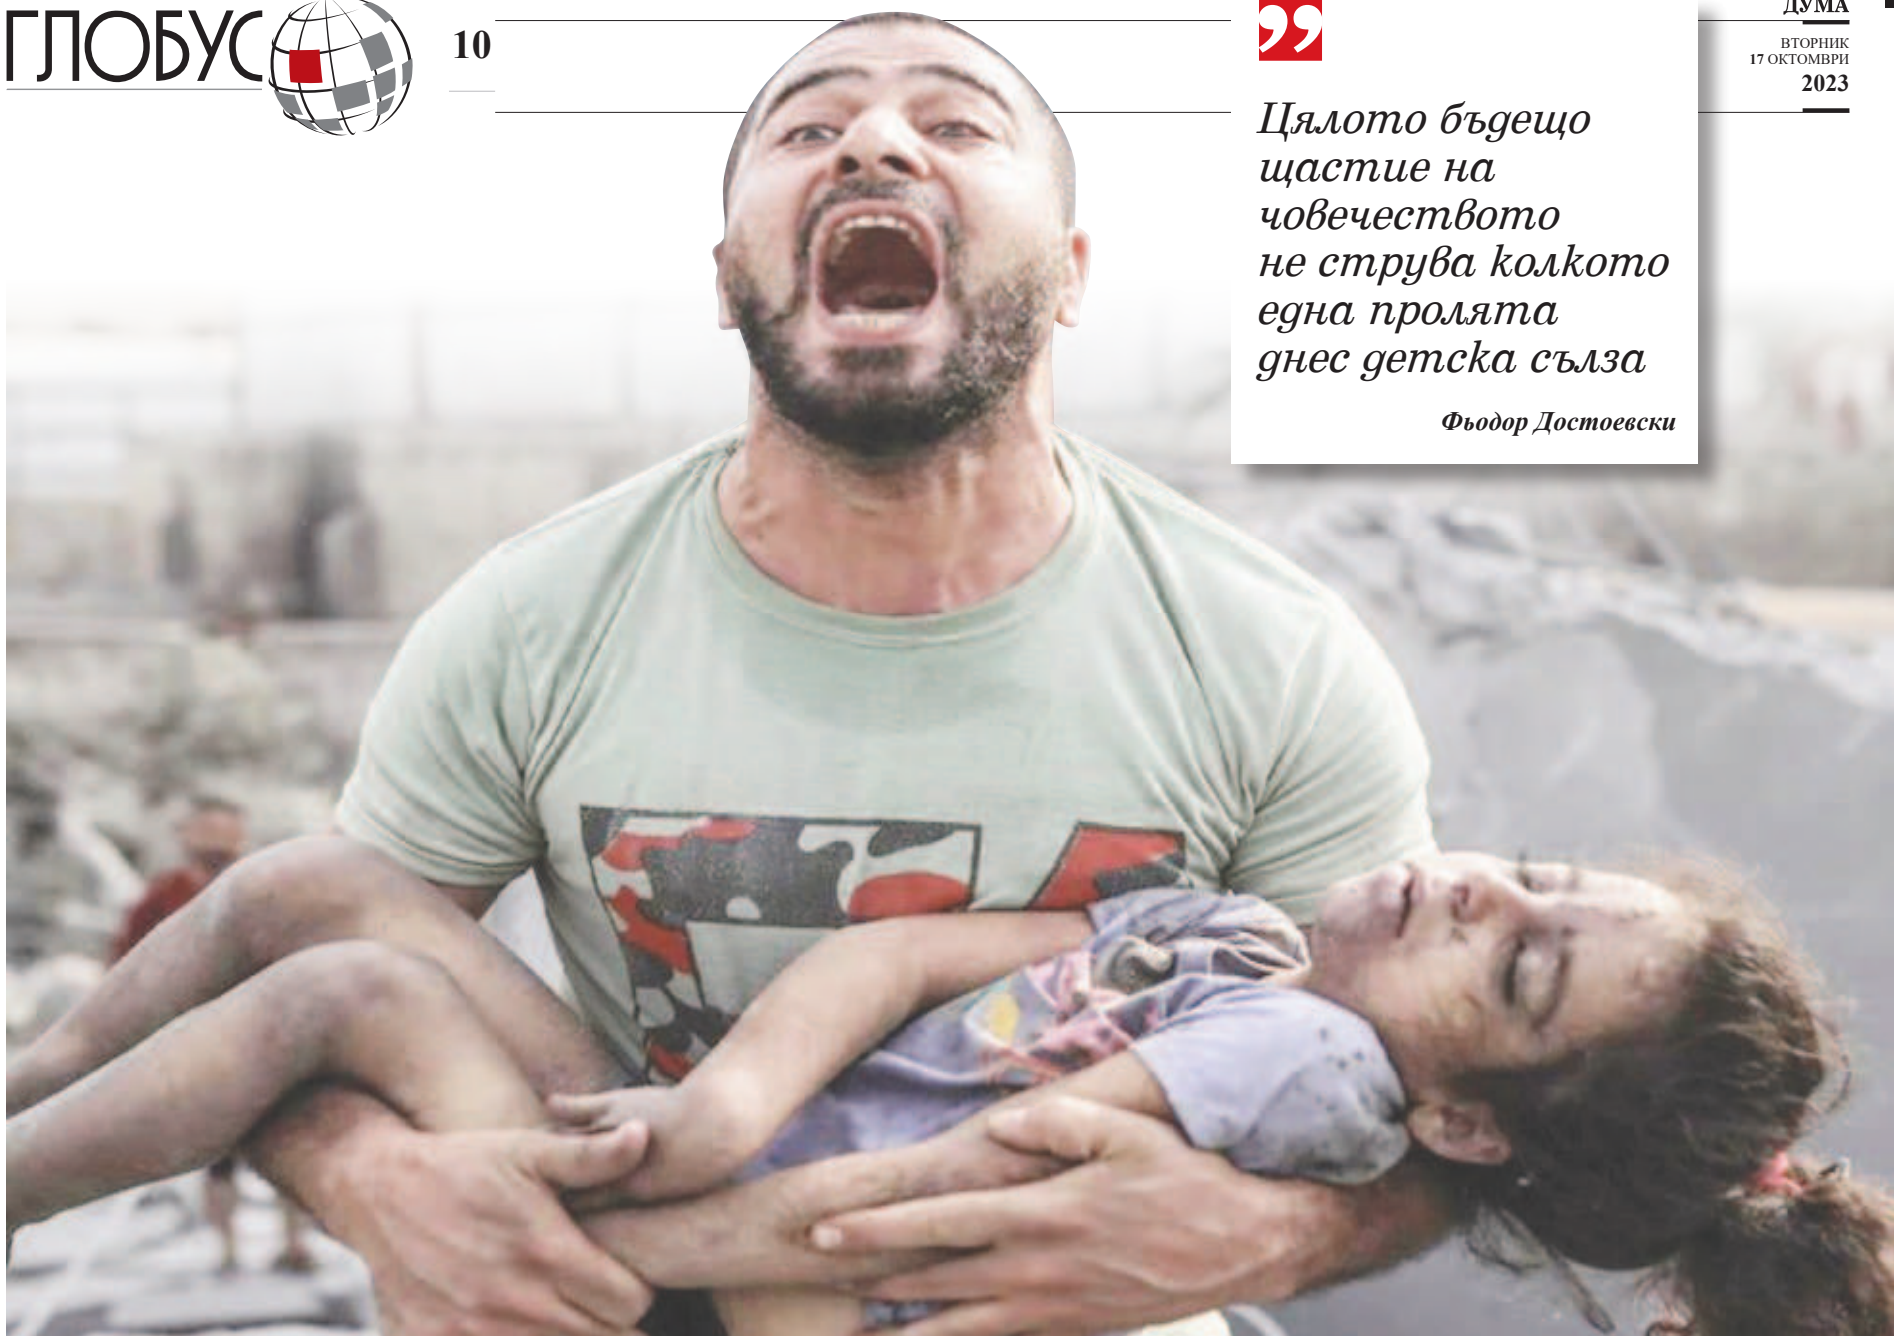 ГЛОБУС
10
Цялото бъдещо
щастие на
човечеството
не струва колкото
една пролята
днес детска сълза
Фьодор Достоевски
ДУМА
ВТОРНИК
17 ОКТОМВРИ
2023